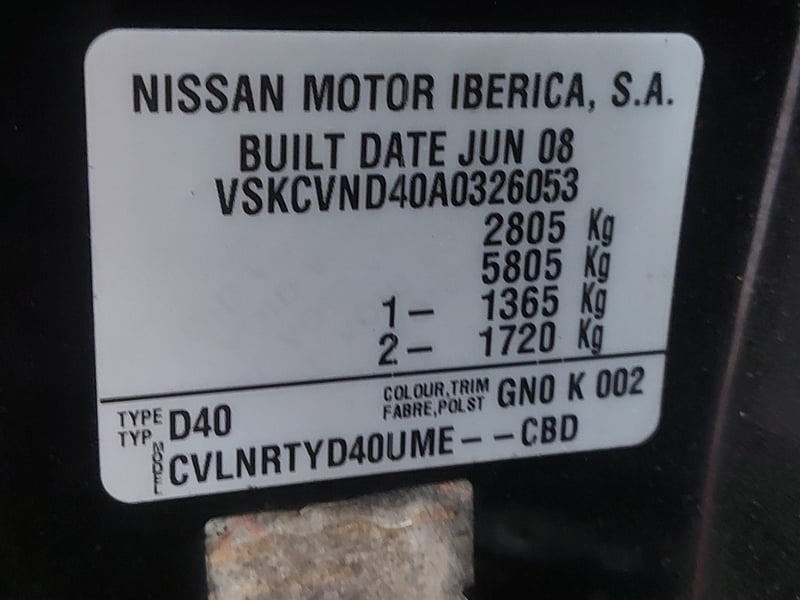 NISSAN MOTOR IBERICA, S.A.
BUILT DATE JUN 08
VSKCVND40A0326053
2805 Kg
5805 Kg
1- 1365 Kg
2- 1720 Kg
TYPE
TYP D40
COLOUR,TRIM
FABRE,POLST GN0 K 002
MODEL CVLNRTYD40UME--CBD